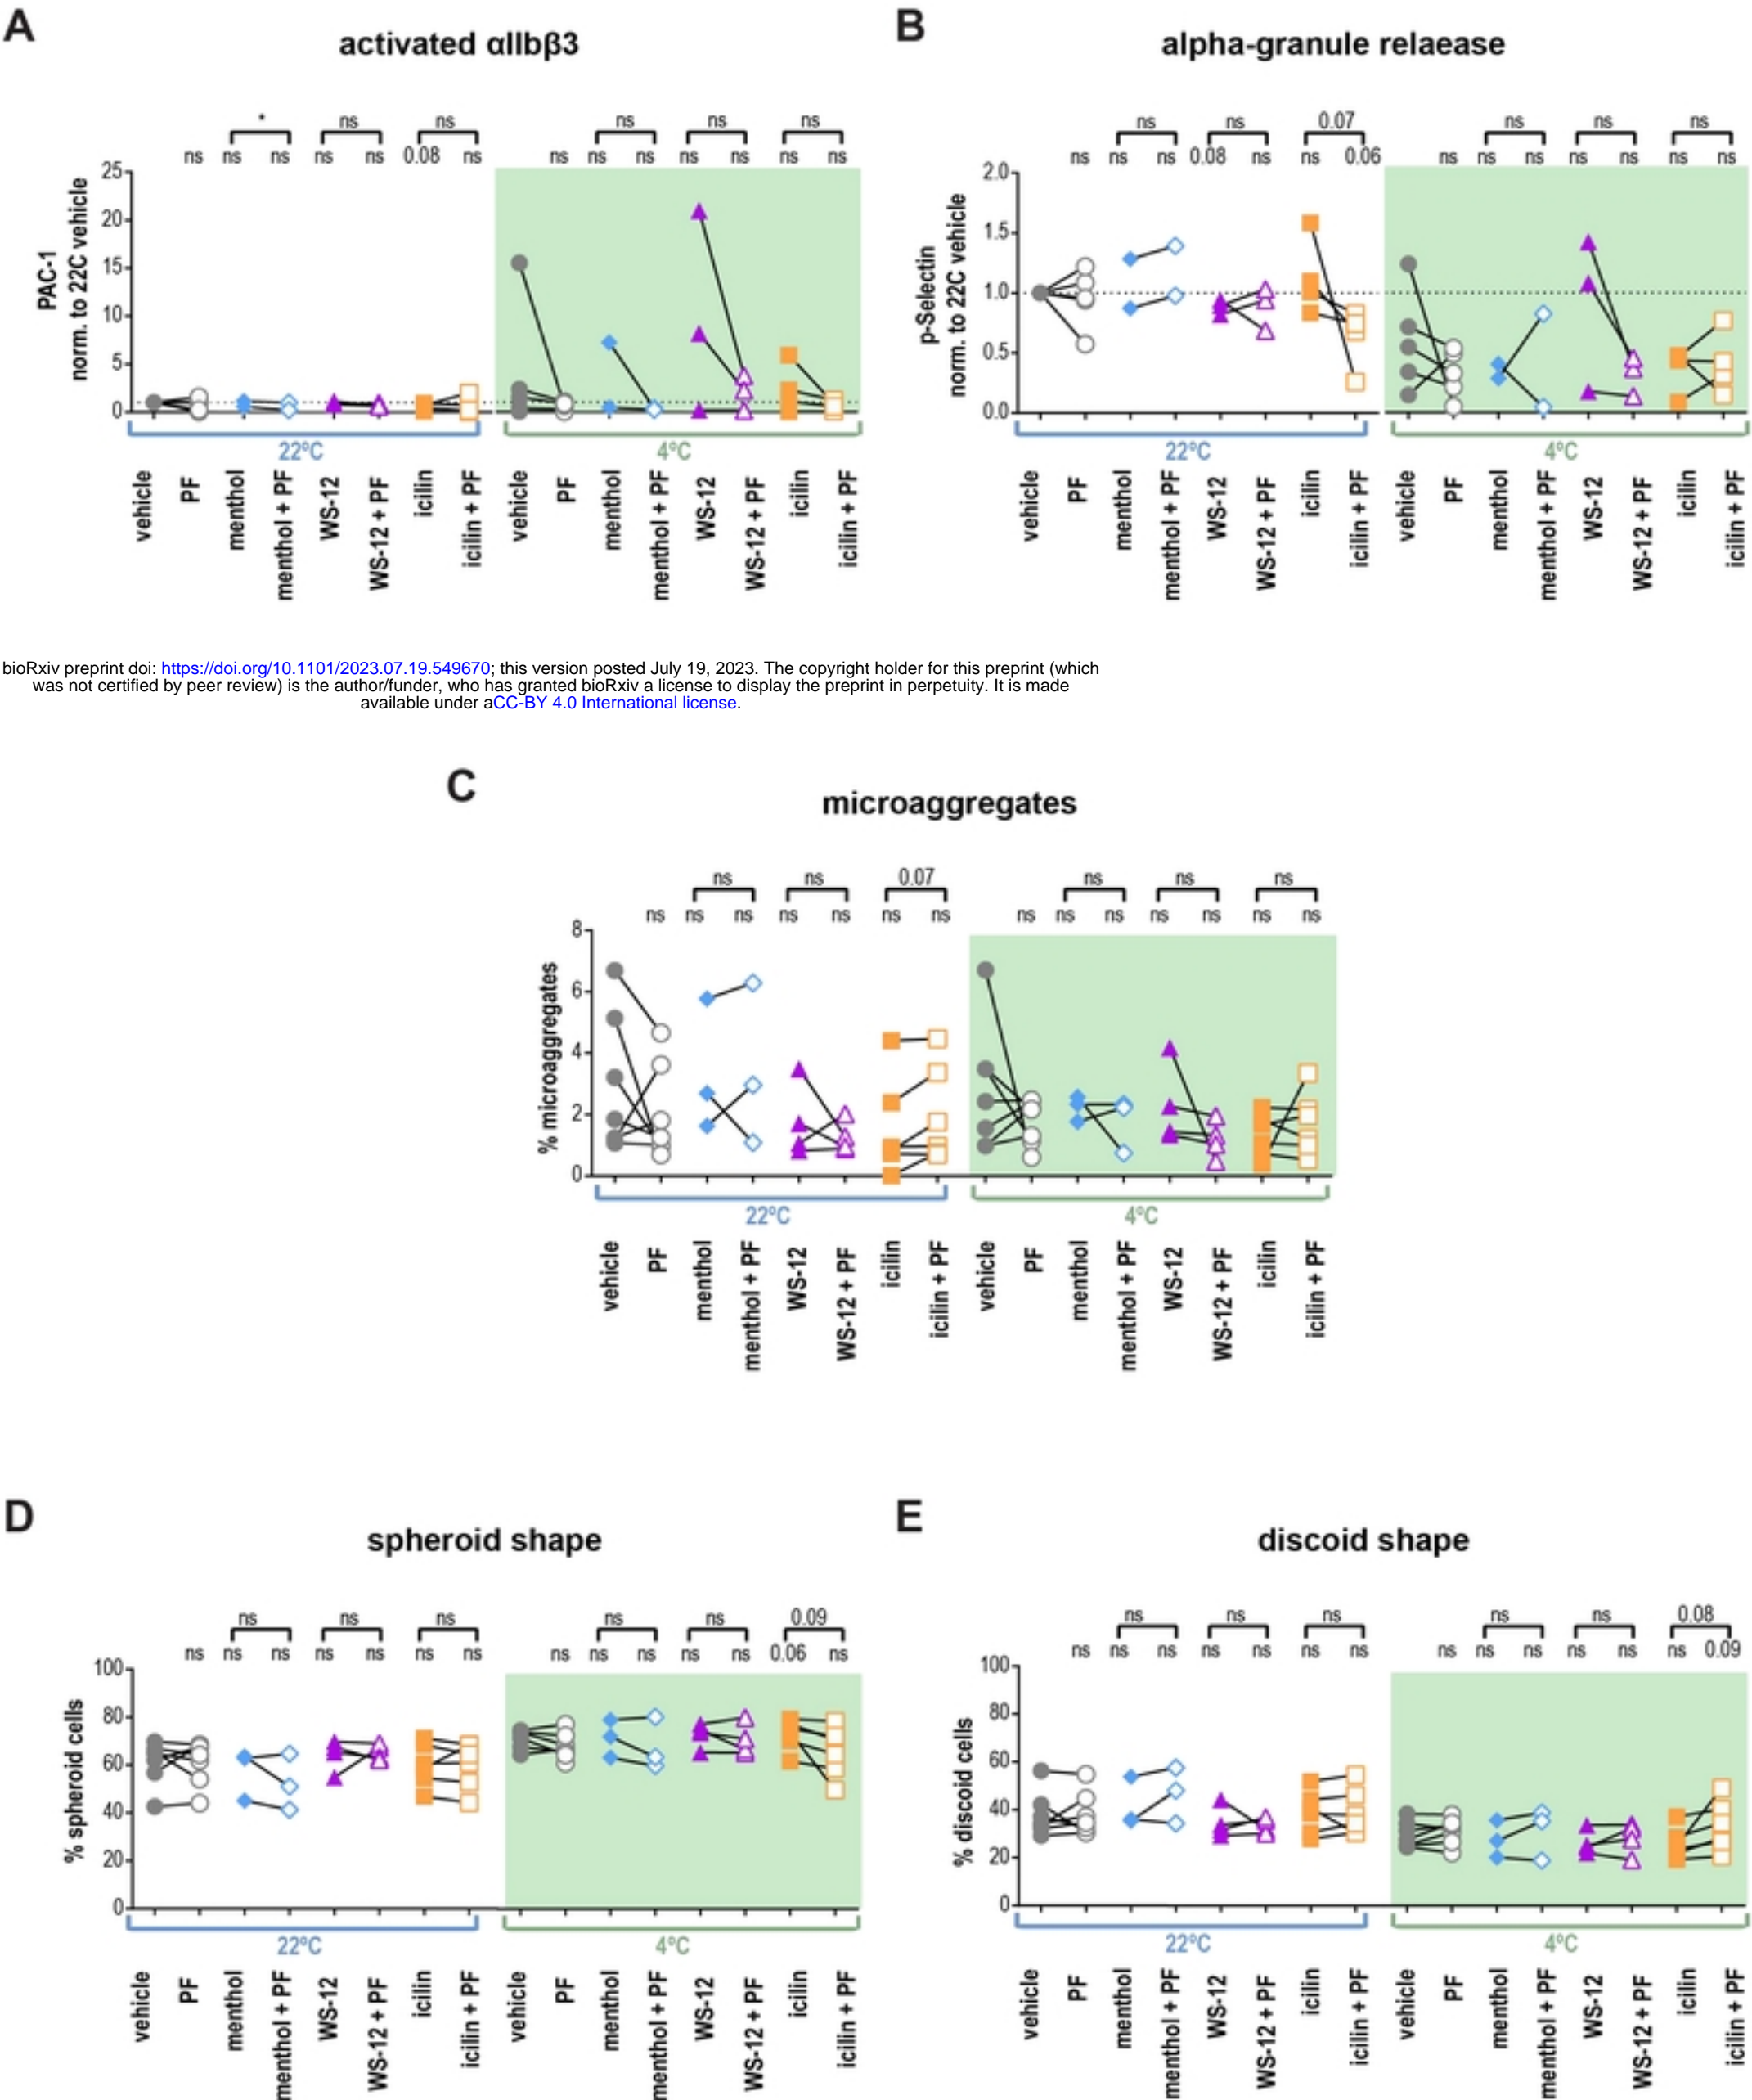 A
activated αIIbβ3
* ns ns
ns ns ns ns ns 0.08 ns
ns ns ns
ns ns ns ns ns ns ns
PAC-1
norm. to 22C vehicle
25
20
15
10
5
0
22ºC
4ºC
vehicle
PF
menthol
menthol + PF
WS-12
WS-12 + PF
icilin
icilin + PF
vehicle
PF
menthol
menthol + PF
WS-12
WS-12 + PF
icilin
icilin + PF
B
alpha-granule relaease
ns ns 0.07
ns ns ns 0.08 ns ns 0.06
ns ns ns
ns ns ns ns ns ns ns
p-Selectin
norm. to 22C vehicle
2.0
1.5
1.0
0.5
0.0
22ºC
4ºC
vehicle
PF
menthol
menthol + PF
WS-12
WS-12 + PF
icilin
icilin + PF
vehicle
PF
menthol
menthol + PF
WS-12
WS-12 + PF
icilin
icilin + PF
bioRxiv preprint doi: https://doi.org/10.1101/2023.07.19.549670; this version posted July 19, 2023. The copyright holder for this preprint (which
was not certified by peer review) is the author/funder, who has granted bioRxiv a license to display the preprint in perpetuity. It is made
available under aCC-BY 4.0 International license.
C
microaggregates
ns ns 0.07
ns ns ns ns ns ns ns
ns ns ns
ns ns ns ns ns ns ns
% microaggregates
8
6
4
2
0
22ºC
4ºC
vehicle
PF
menthol
menthol + PF
WS-12
WS-12 + PF
icilin
icilin + PF
vehicle
PF
menthol
menthol + PF
WS-12
WS-12 + PF
icilin
icilin + PF
D
spheroid shape
ns ns ns
ns ns ns ns ns ns ns
ns ns 0.09
ns ns ns ns ns 0.06 ns
% spheroid cells
100
80
60
40
20
0
22ºC
4ºC
vehicle
PF
menthol
menthol + PF
WS-12
WS-12 + PF
icilin
icilin + PF
vehicle
PF
menthol
menthol + PF
WS-12
WS-12 + PF
icilin
icilin + PF
E
discoid shape
ns ns ns
ns ns ns ns ns ns ns
ns ns 0.08
ns ns ns ns ns ns 0.09
% discoid cells
100
80
60
40
20
0
22ºC
4ºC
vehicle
PF
menthol
menthol + PF
WS-12
WS-12 + PF
icilin
icilin + PF
vehicle
PF
menthol
menthol + PF
WS-12
WS-12 + PF
icilin
icilin + PF